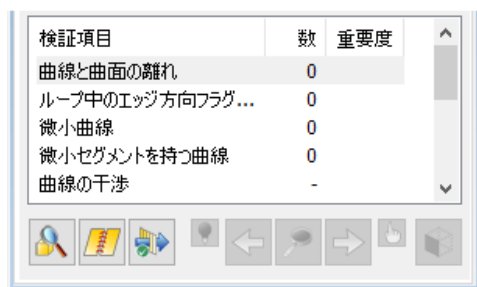 検証項目 数 重要度
曲線と曲面の離れ 0
ループ中のエッジ方向フラグ... 0
微小曲線 0
微小セグメントを持つ曲線 0
曲線の干渉 -